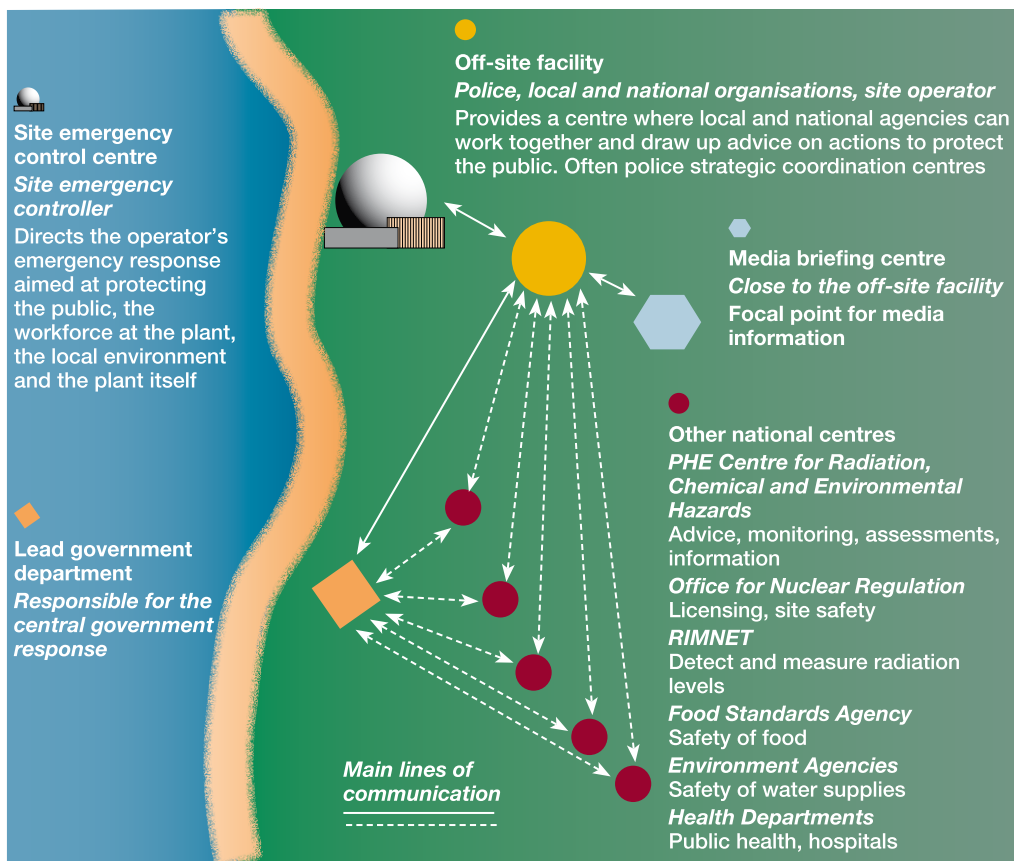 Off-site facility
Police, local and national organisations, site operator
Provides a centre where local and national agencies can
work together and draw up advice on actions to protect
the public. Often police strategic coordination centres
Site emergency
control centre
Site emergency
controller
Directs the operator’s
emergency response
aimed at protecting
the public, the
workforce at the plant,
the local environment
and the plant itself
Media briefing centre
Close to the off-site facility
Focal point for media
information
Lead government
department
Responsible for the
central government
response
Other national centres
PHE Centre for Radiation,
Chemical and Environmental
Hazards
Advice, monitoring, assessments,
information
Office for Nuclear Regulation
Licensing, site safety
RIMNET
Detect and measure radiation
levels
Food Standards Agency
Safety of food
Environment Agencies
Safety of water supplies
Health Departments
Public health, hospitals
Main lines of
communication